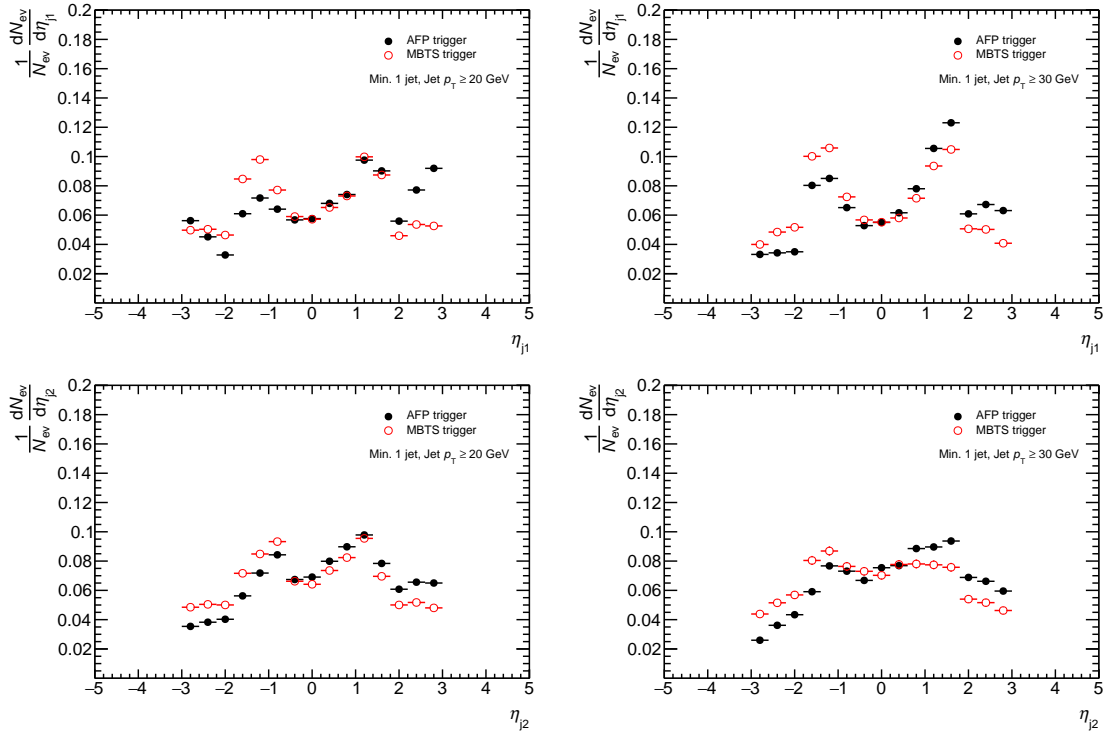 1/N_ev dN_ev/dη_j1
0.2
0.18
0.16
0.14
0.12
0.1
0.08
0.06
0.04
0.02
AFP trigger
MBTS trigger
Min. 1 jet, Jet p_T ≥ 20 GeV
−5 −4 −3 −2 −1 0 1 2 3 4 5
η_j1
1/N_ev dN_ev/dη_j1
0.2
0.18
0.16
0.14
0.12
0.1
0.08
0.06
0.04
0.02
AFP trigger
MBTS trigger
Min. 1 jet, Jet p_T ≥ 30 GeV
−5 −4 −3 −2 −1 0 1 2 3 4 5
η_j1
1/N_ev dN_ev/dη_j2
0.2
0.18
0.16
0.14
0.12
0.1
0.08
0.06
0.04
0.02
AFP trigger
MBTS trigger
Min. 1 jet, Jet p_T ≥ 20 GeV
−5 −4 −3 −2 −1 0 1 2 3 4 5
η_j2
1/N_ev dN_ev/dη_j2
0.2
0.18
0.16
0.14
0.12
0.1
0.08
0.06
0.04
0.02
AFP trigger
MBTS trigger
Min. 1 jet, Jet p_T ≥ 30 GeV
−5 −4 −3 −2 −1 0 1 2 3 4 5
η_j2